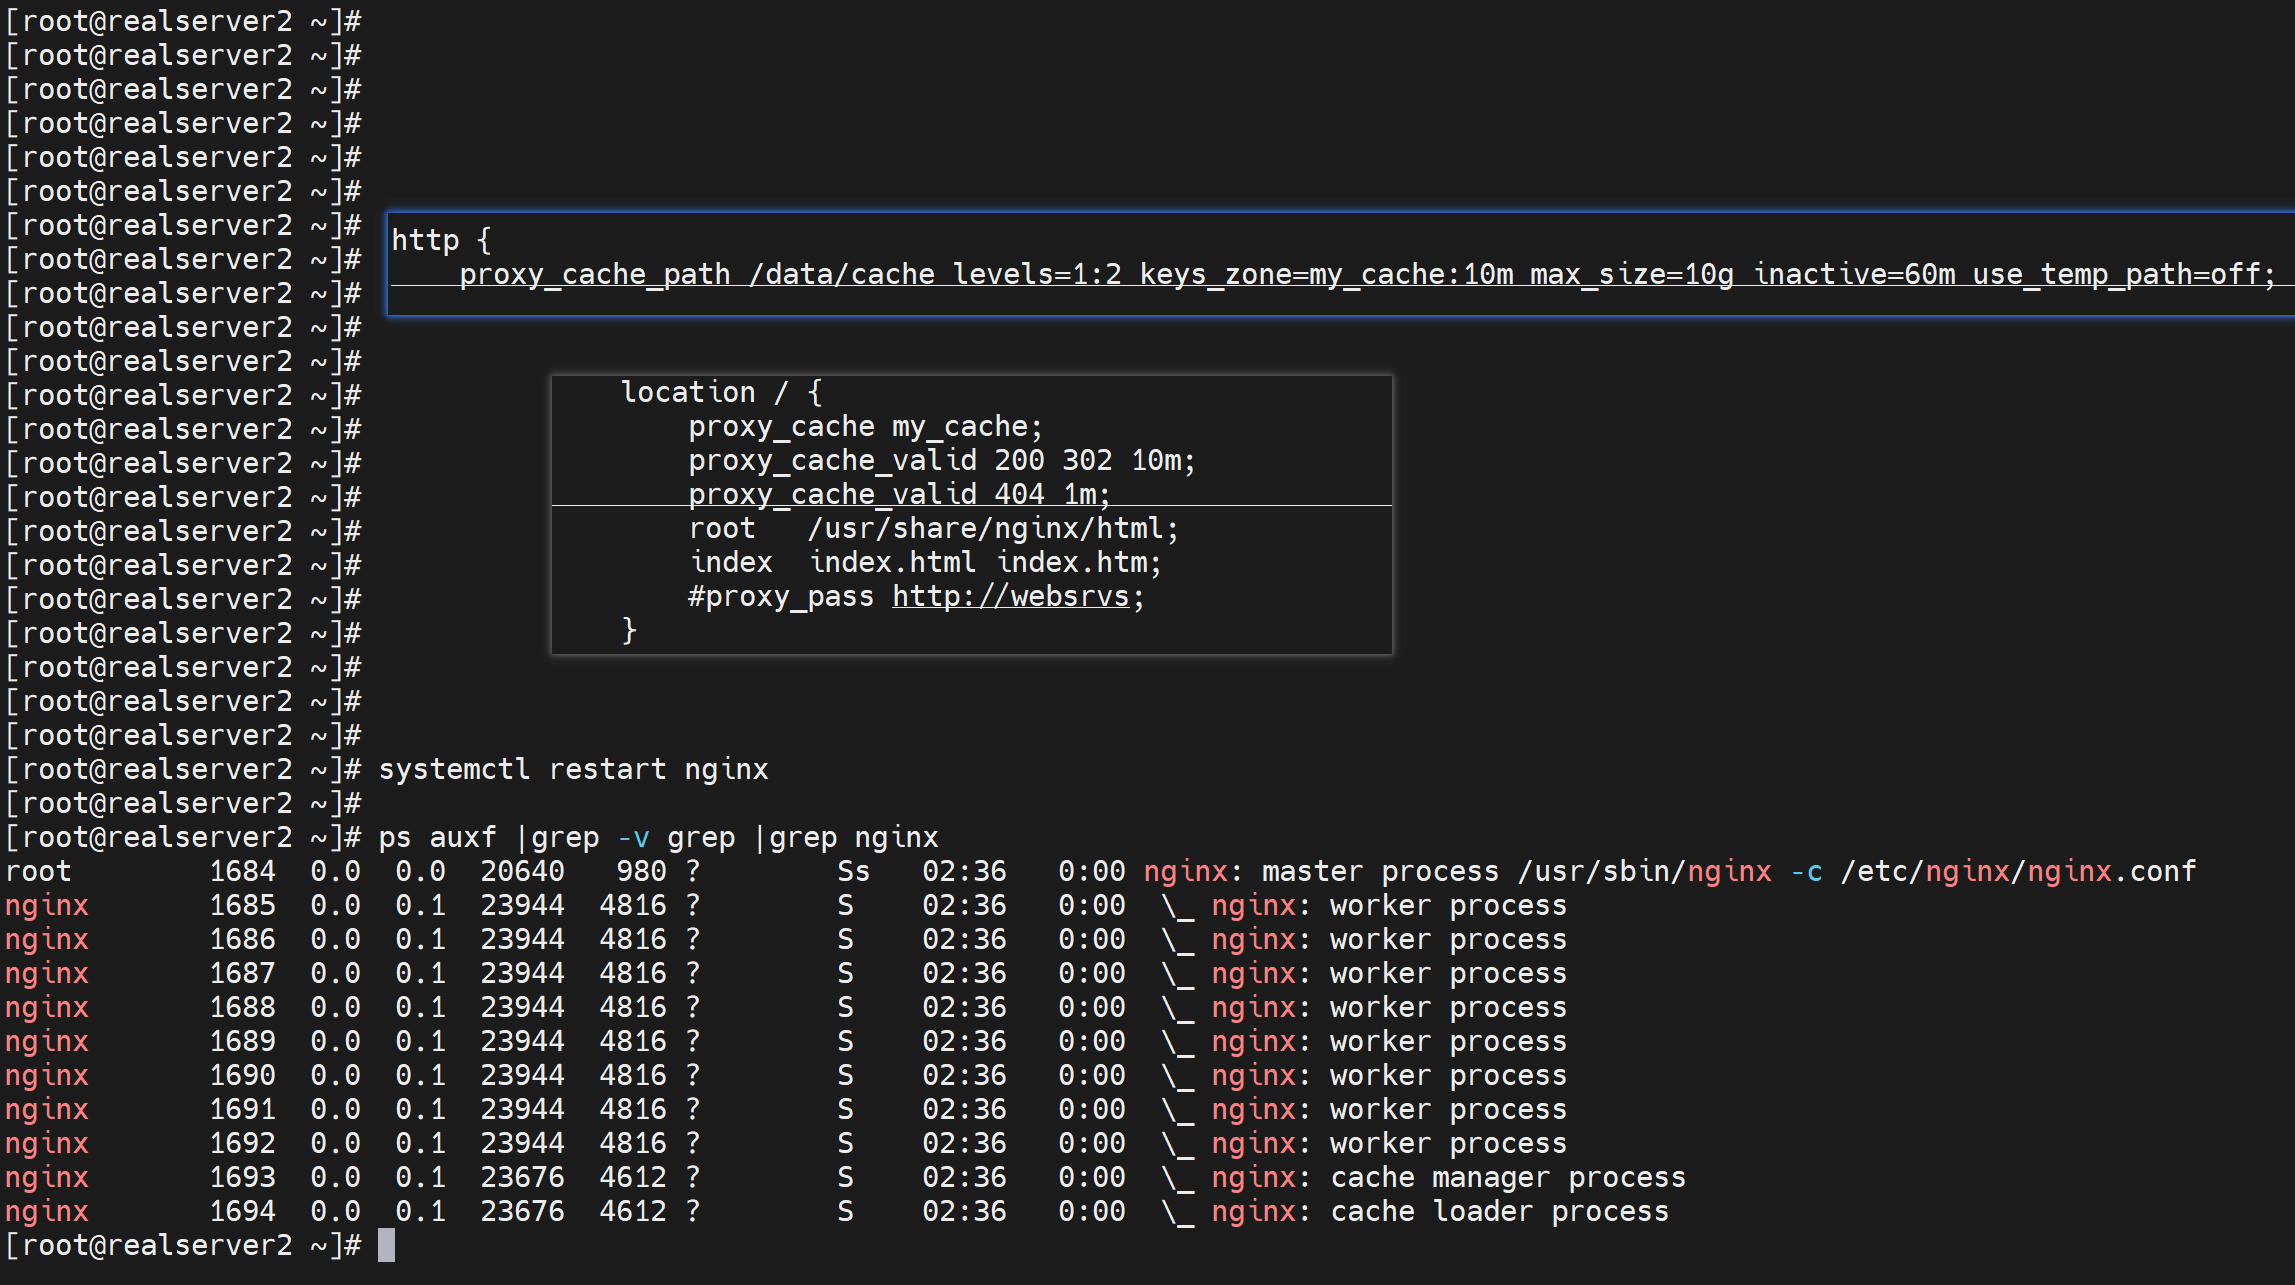 [root@realserver2 ~]#
[root@realserver2 ~]#
[root@realserver2 ~]#
[root@realserver2 ~]#
[root@realserver2 ~]#
[root@realserver2 ~]#
[root@realserver2 ~]#
http {
[root@realserver2 ~]#
    proxy_cache_path /data/cache levels=1:2 keys_zone=my_cache:10m max_size=10g inactive=60m use_temp_path=off;
[root@realserver2 ~]#
[root@realserver2 ~]#
[root@realserver2 ~]#
[root@realserver2 ~]#
    location / {
[root@realserver2 ~]#
        proxy_cache my_cache;
[root@realserver2 ~]#
        proxy_cache_valid 200 302 10m;
[root@realserver2 ~]#
        proxy_cache_valid 404 1m;
[root@realserver2 ~]#
        root   /usr/share/nginx/html;
[root@realserver2 ~]#
        index  index.html index.htm;
[root@realserver2 ~]#
        #proxy_pass http://websrvs;
[root@realserver2 ~]#
    }
[root@realserver2 ~]#
[root@realserver2 ~]#
[root@realserver2 ~]#
[root@realserver2 ~]# systemctl restart nginx
[root@realserver2 ~]#
[root@realserver2 ~]# ps auxf |grep -v grep |grep nginx
root        1684  0.0  0.0  20640   980 ?        Ss   02:36   0:00 nginx: master process /usr/sbin/nginx -c /etc/nginx/nginx.conf
nginx       1685  0.0  0.1  23944  4816 ?        S    02:36   0:00  \_ nginx: worker process
nginx       1686  0.0  0.1  23944  4816 ?        S    02:36   0:00  \_ nginx: worker process
nginx       1687  0.0  0.1  23944  4816 ?        S    02:36   0:00  \_ nginx: worker process
nginx       1688  0.0  0.1  23944  4816 ?        S    02:36   0:00  \_ nginx: worker process
nginx       1689  0.0  0.1  23944  4816 ?        S    02:36   0:00  \_ nginx: worker process
nginx       1690  0.0  0.1  23944  4816 ?        S    02:36   0:00  \_ nginx: worker process
nginx       1691  0.0  0.1  23944  4816 ?        S    02:36   0:00  \_ nginx: worker process
nginx       1692  0.0  0.1  23944  4816 ?        S    02:36   0:00  \_ nginx: worker process
nginx       1693  0.0  0.1  23676  4612 ?        S    02:36   0:00  \_ nginx: cache manager process
nginx       1694  0.0  0.1  23676  4612 ?        S    02:36   0:00  \_ nginx: cache loader process
[root@realserver2 ~]#